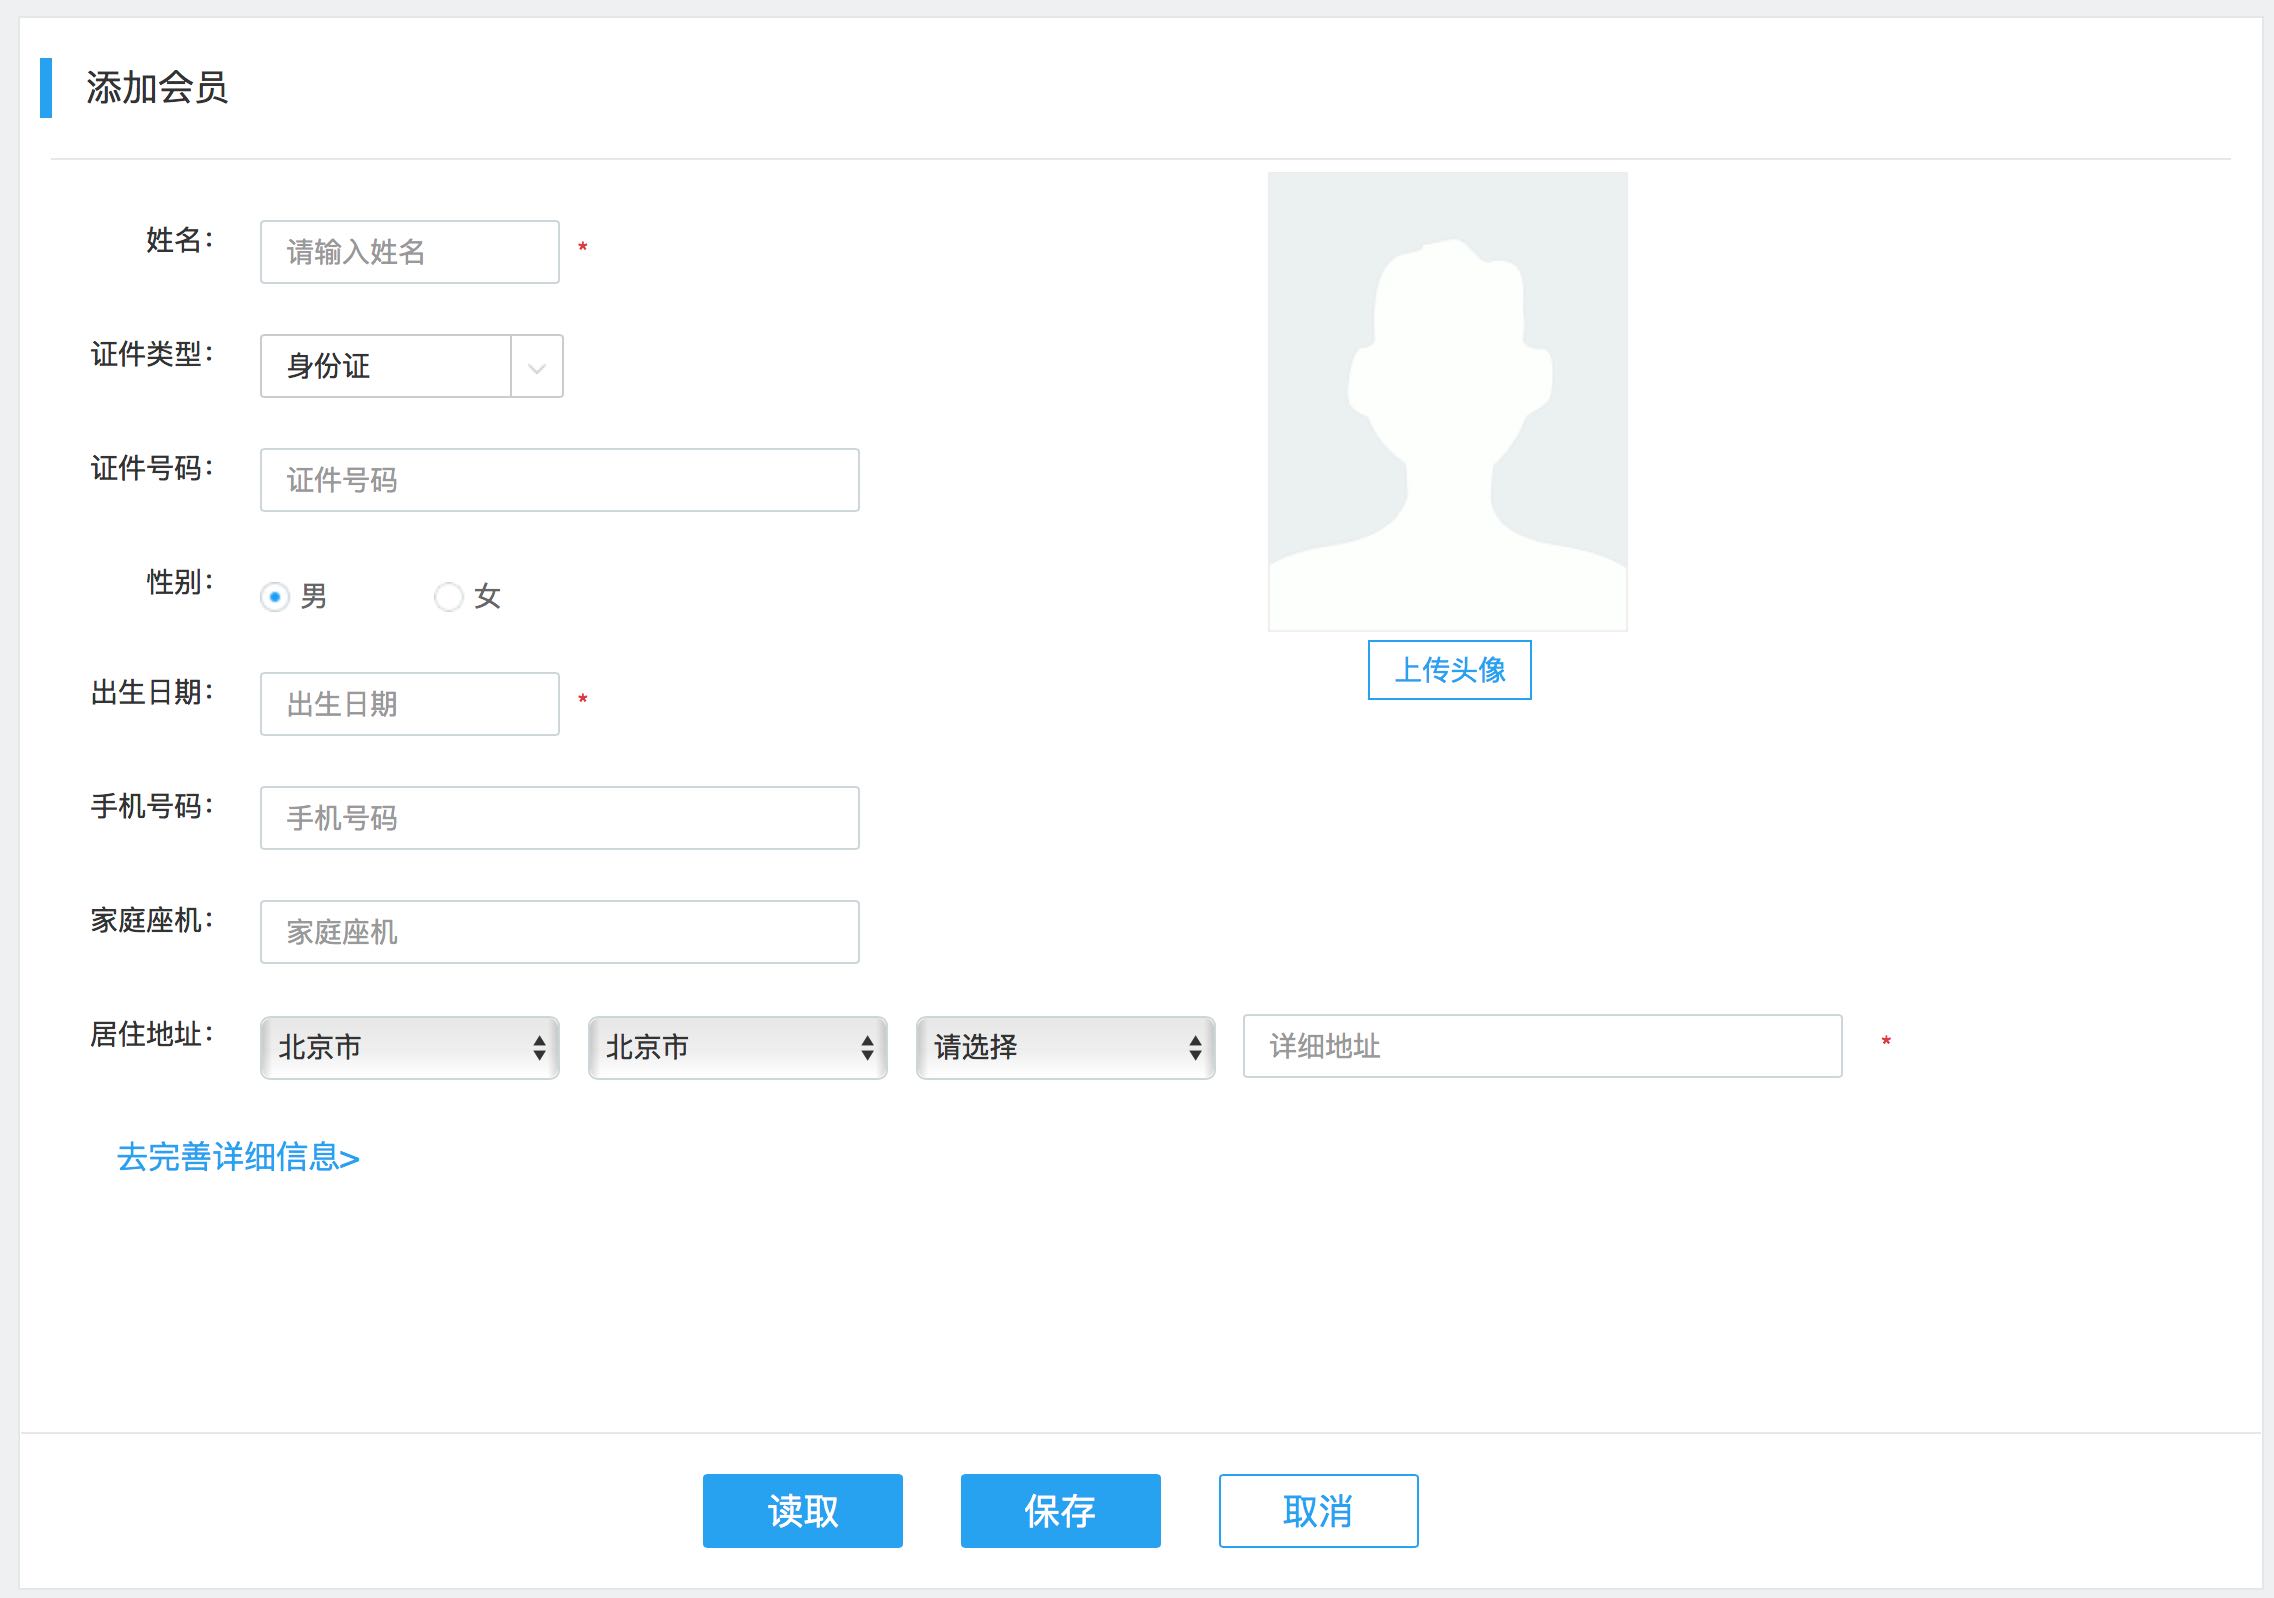 添加会员
姓名： 请输入姓名 *
证件类型： 身份证
证件号码： 证件号码
性别： 男 女
出生日期： 出生日期 *
上传头像
手机号码： 手机号码
家庭座机： 家庭座机
居住地址： 北京市 北京市 请选择 详细地址 *
去完善详细信息>
读取 保存 取消